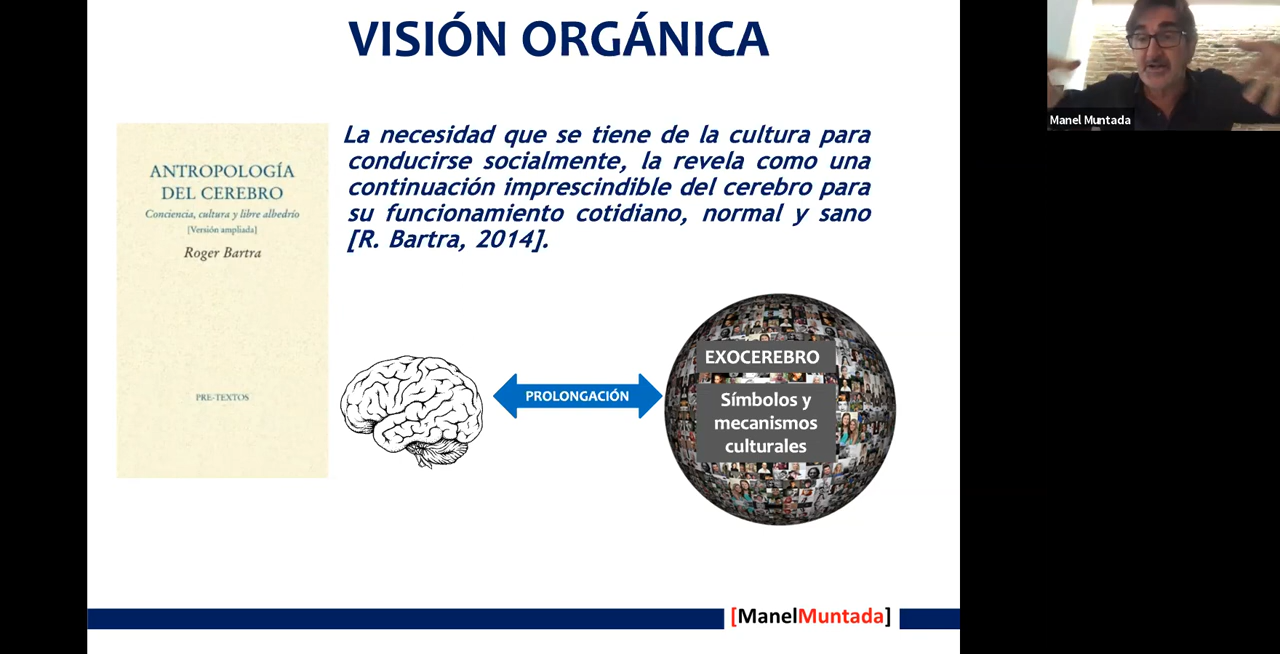 VISIÓN ORGÁNICA
ANTROPOLOGÍA
DEL CEREBRO
Conciencia, cultura y libre albedrío
[Versión ampliada]
Roger Bartra
PRE-TEXTOS
La necesidad que se tiene de la cultura para
conducirse socialmente, la revela como una
continuación imprescindible del cerebro para
su funcionamiento cotidiano, normal y sano
[R. Bartra, 2014].
PROLONGACIÓN
EXOCEREBRO
Símbolos y
mecanismos
culturales
[ManelMuntada]
Manel Muntada